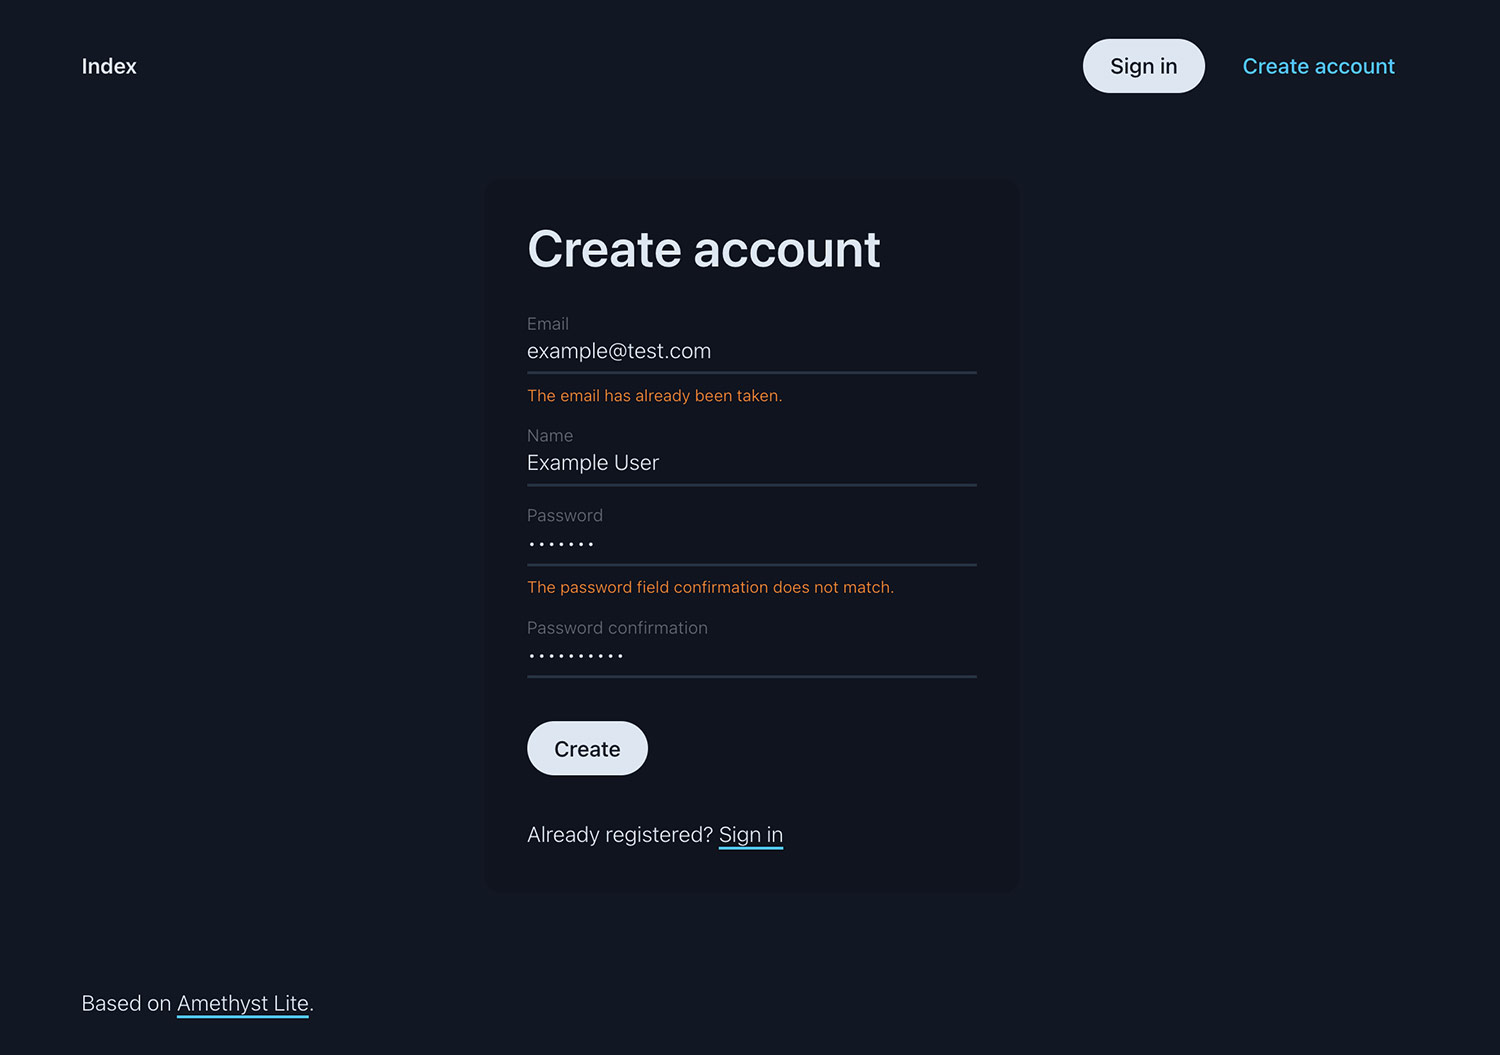 Index
Sign in
Create account
Create account
Email
example@test.com
The email has already been taken.
Name
Example User
Password
•••••••
The password field confirmation does not match.
Password confirmation
••••••••••
Create
Already registered? Sign in
Based on Amethyst Lite.